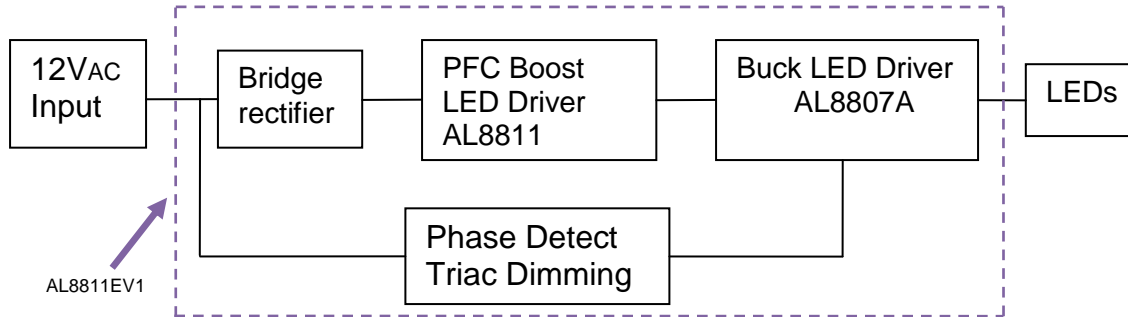 12VAC
Input
Bridge
rectifier
PFC Boost
LED Driver
AL8811
Buck LED Driver
AL8807A
LEDs
Phase Detect
Triac Dimming
AL8811EV1